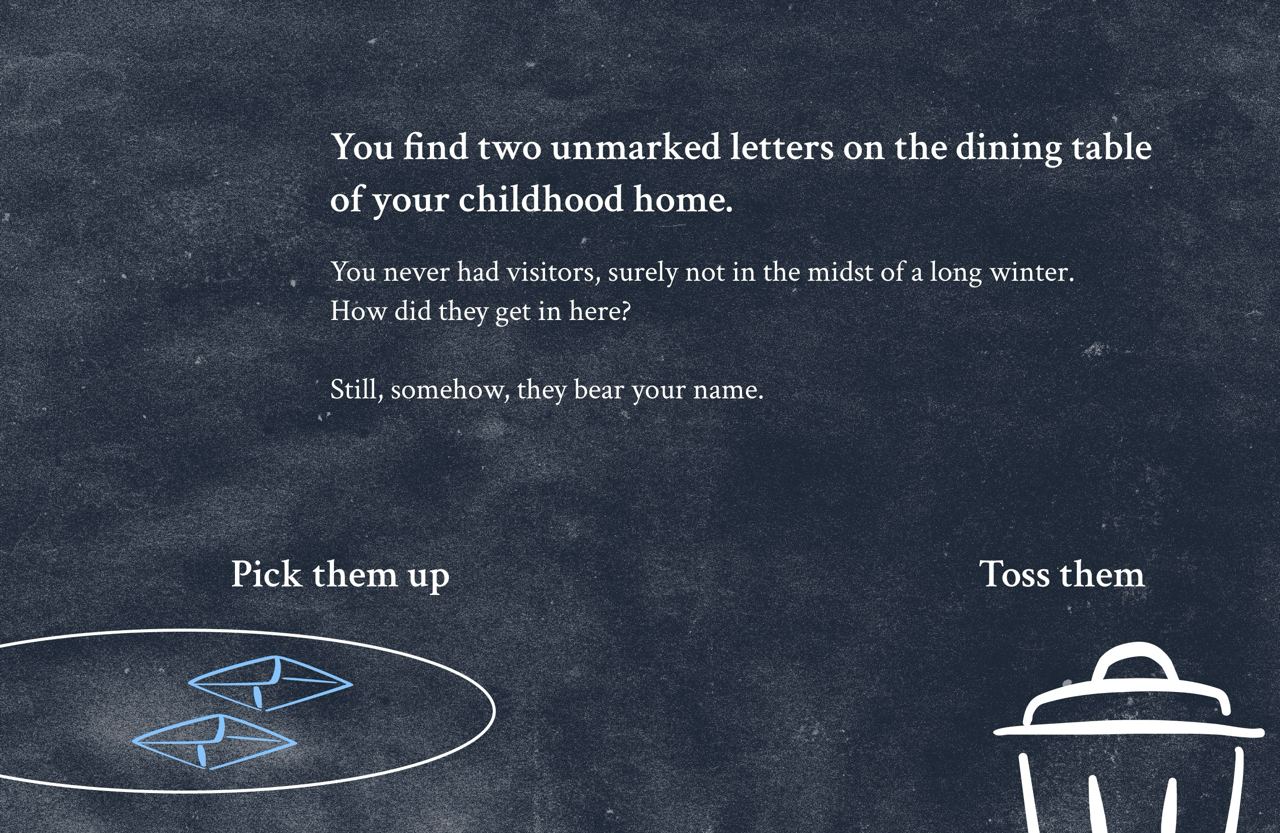 You find two unmarked letters on the dining table
of your childhood home.
You never had visitors, surely not in the midst of a long winter.
How did they get in here?
Still, somehow, they bear your name.
Pick them up
Toss them